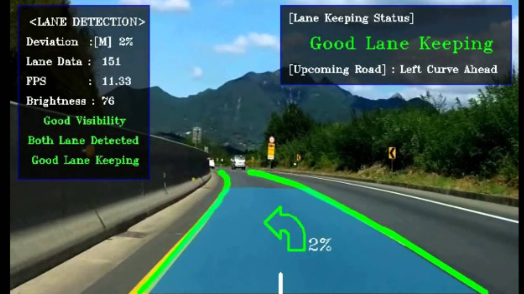 <LANE DETECTION>
Deviation :[M] 2%
Lane Data : 151
FPS : 11.33
Brightness : 76
Good Visibility
Both Lane Detected
Good Lane Keeping
[Lane Keeping Status]
Good Lane Keeping
[Upcoming Road] : Left Curve Ahead
2%